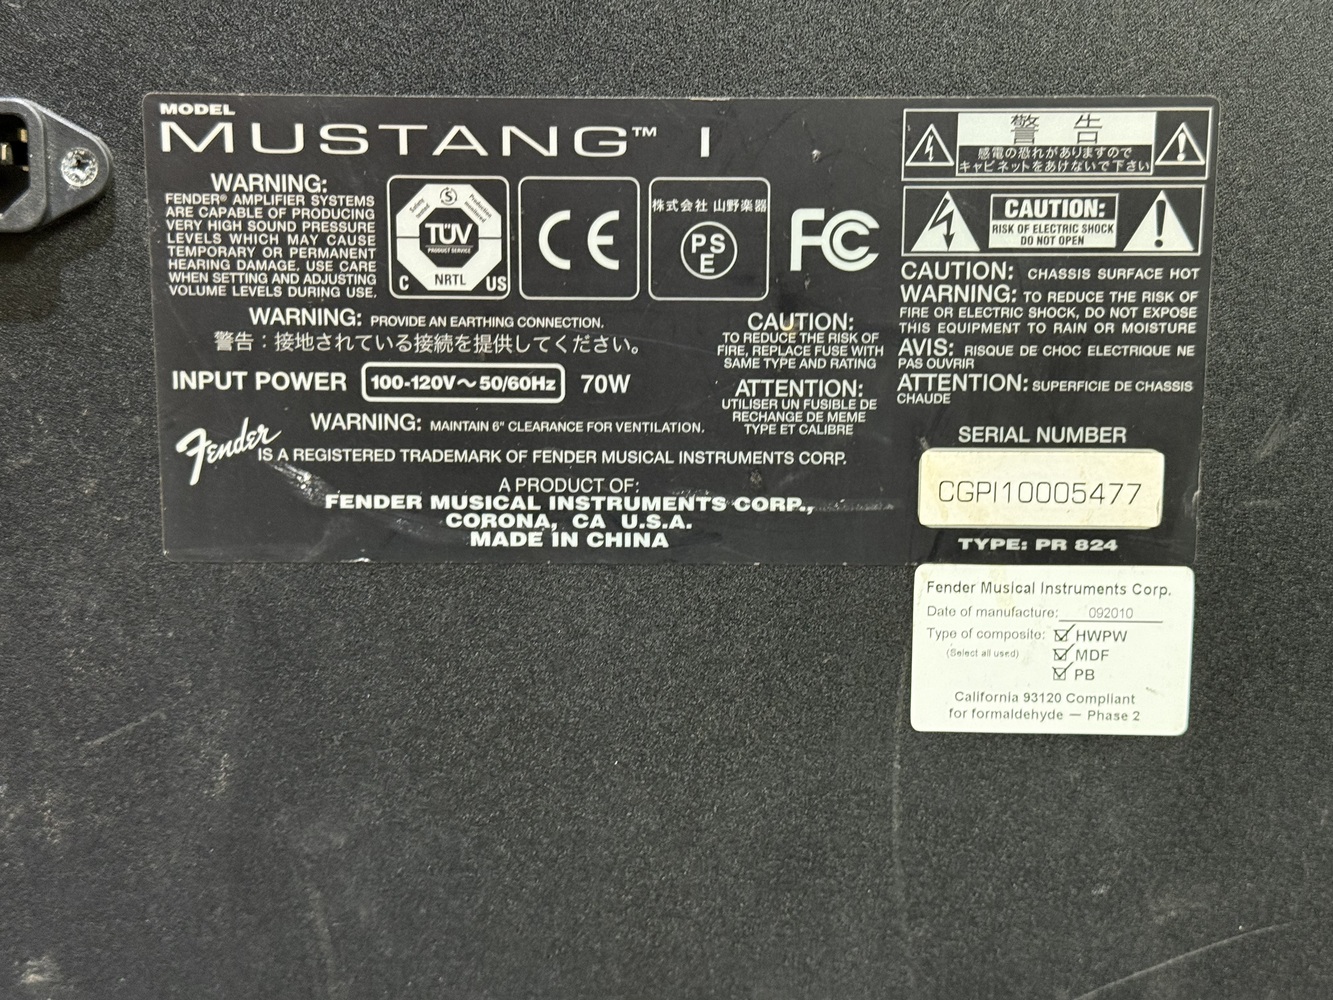 MODEL
MUSTANG™ I
WARNING:
FENDER® AMPLIFIER SYSTEMS
ARE CAPABLE OF PRODUCING
VERY HIGH SOUND PRESSURE
LEVELS WHICH MAY CAUSE
TEMPORARY OR PERMANENT
HEARING DAMAGE. USE CARE
WHEN SETTING AND ADJUSTING
VOLUME LEVELS DURING USE.
Safety tested
Production monitored
TÜV
PRODUCT SERVICE
C NRTL US
CE
株式会社 山野楽器
PS
E
FC
WARNING: PROVIDE AN EARTHING CONNECTION.
警告：接地されている接続を提供してください。
INPUT POWER 100-120V～50/60Hz 70W
CAUTION:
TO REDUCE THE RISK OF
FIRE, REPLACE FUSE WITH
SAME TYPE AND RATING
ATTENTION:
UTILISER UN FUSIBLE DE
RECHANGE DE MEME
TYPE ET CALIBRE
WARNING: MAINTAIN 6" CLEARANCE FOR VENTILATION.
Fender IS A REGISTERED TRADEMARK OF FENDER MUSICAL INSTRUMENTS CORP.
A PRODUCT OF:
FENDER MUSICAL INSTRUMENTS CORP.,
CORONA, CA U.S.A.
MADE IN CHINA
警 告
感電の恐れがありますので
キャビネットをあけないで下さい
CAUTION:
RISK OF ELECTRIC SHOCK
DO NOT OPEN
CAUTION: CHASSIS SURFACE HOT
WARNING: TO REDUCE THE RISK OF
FIRE OR ELECTRIC SHOCK, DO NOT EXPOSE
THIS EQUIPMENT TO RAIN OR MOISTURE
AVIS: RISQUE DE CHOC ELECTRIQUE NE
PAS OUVRIR
ATTENTION: SUPERFICIE DE CHASSIS
CHAUDE
SERIAL NUMBER
CGPI10005477
TYPE: PR 824
Fender Musical Instruments Corp.
Date of manufacture: 092010
Type of composite: ☑ HWPW
(Select all used) ☑ MDF
☑ PB
California 93120 Compliant
for formaldehyde — Phase 2